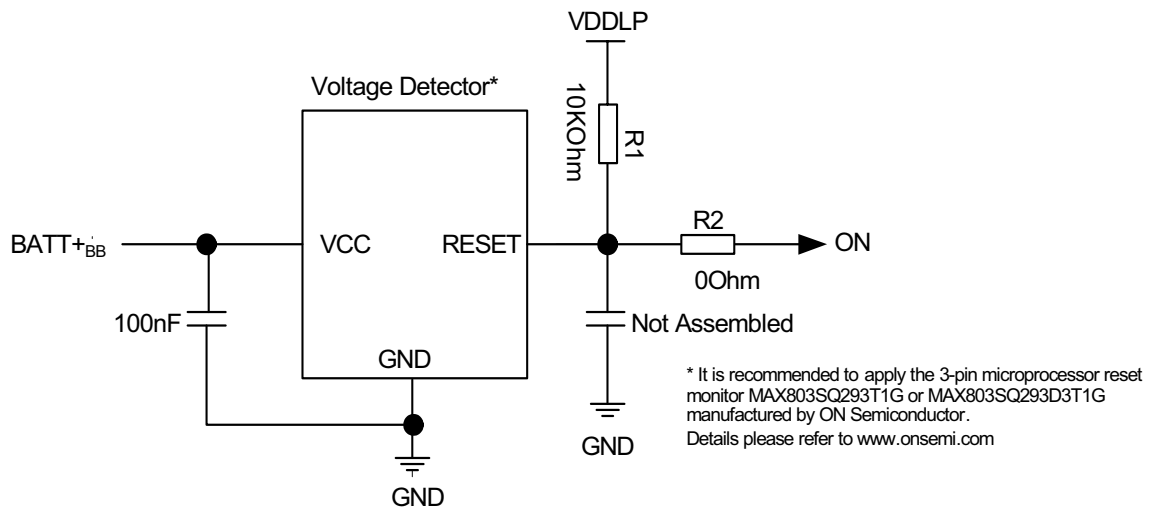 VDDLP
Voltage Detector*
10KOhm
R1
BATT+BB
VCC
RESET
R2
ON
0Ohm
100nF
Not Assembled
GND
* It is recommended to apply the 3-pin microprocessor reset
monitor MAX803SQ293T1G or MAX803SQ293D3T1G
manufactured by ON Semiconductor.
Details please refer to www.onsemi.com
GND
GND